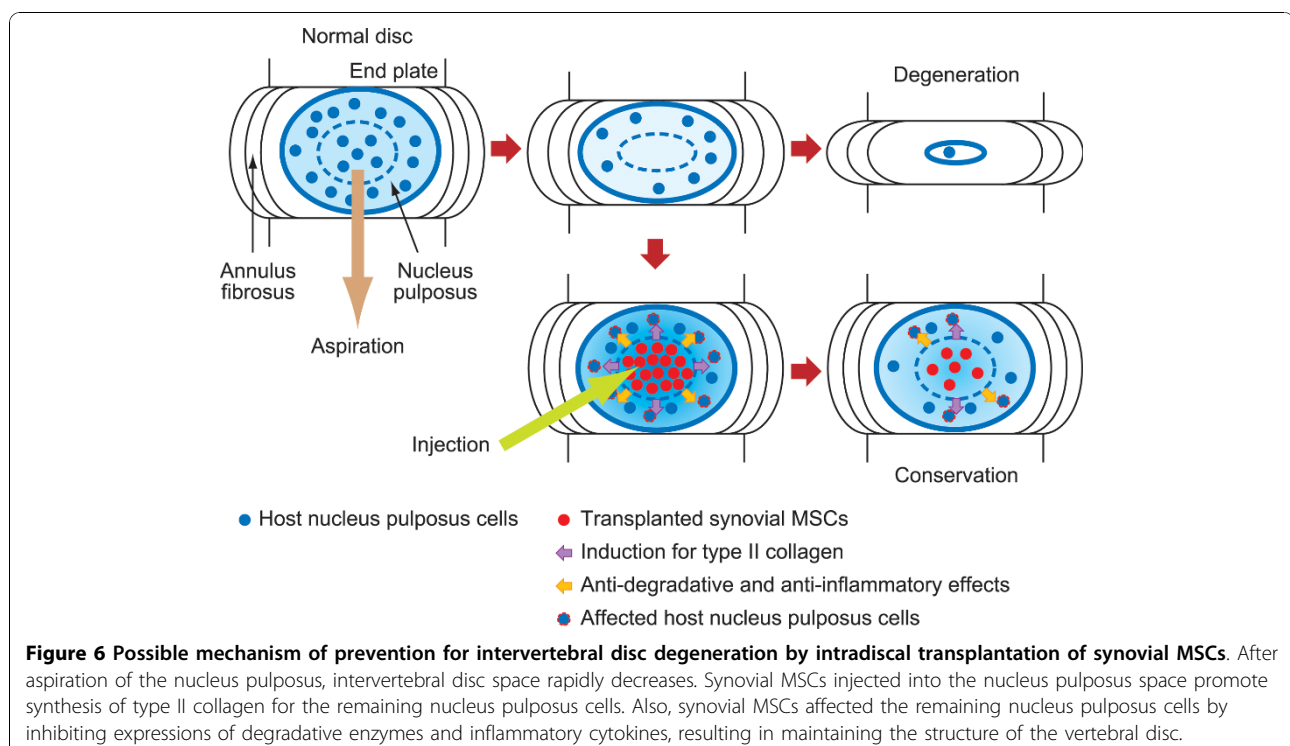 Normal disc
End plate
Degeneration
Annulus
fibrosus
Nucleus
pulposus
Aspiration
Injection
Conservation
Host nucleus pulposus cells
Transplanted synovial MSCs
Induction for type II collagen
Anti-degradative and anti-inflammatory effects
Affected host nucleus pulposus cells
Figure 6 Possible mechanism of prevention for intervertebral disc degeneration by intradiscal transplantation of synovial MSCs. After
aspiration of the nucleus pulposus, intervertebral disc space rapidly decreases. Synovial MSCs injected into the nucleus pulposus space promote
synthesis of type II collagen for the remaining nucleus pulposus cells. Also, synovial MSCs affected the remaining nucleus pulposus cells by
inhibiting expressions of degradative enzymes and inflammatory cytokines, resulting in maintaining the structure of the vertebral disc.